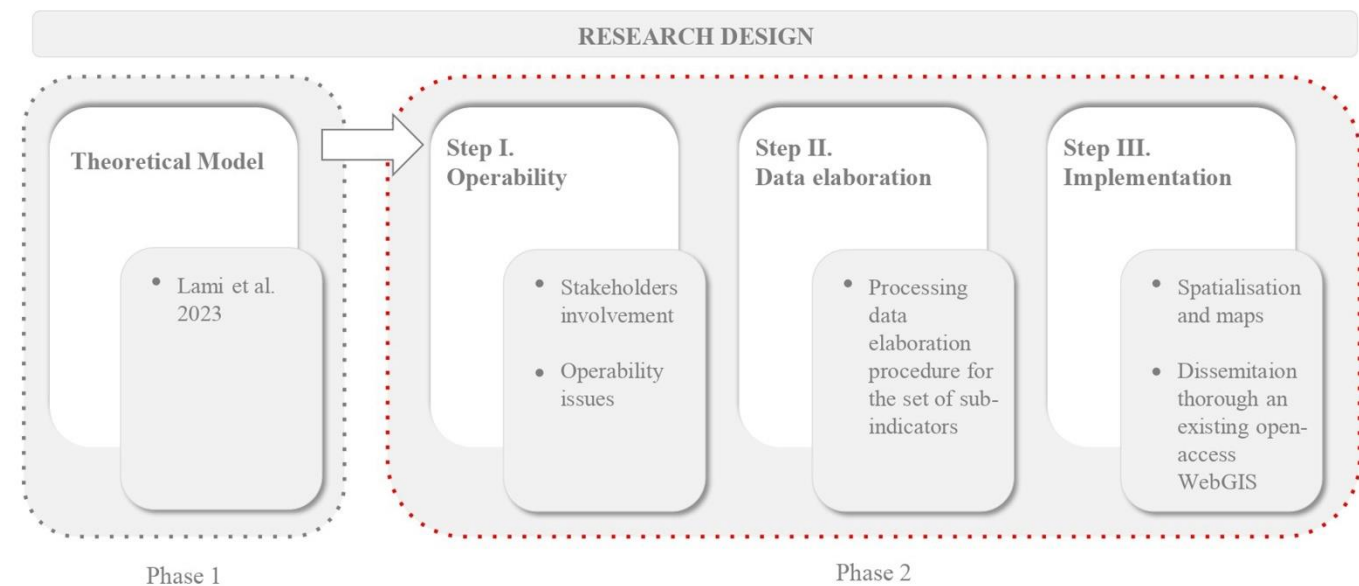 RESEARCH DESIGN
Theoretical Model
• Lami et al.
2023
Phase 1
Step I.
Operability
• Stakeholders
involvement
• Operability
issues
Step II.
Data elaboration
• Processing
data
elaboration
procedure for
the set of sub-
indicators
Step III.
Implementation
• Spatialisation
and maps
• Dissemitaion
thorough an
existing open-
access
WebGIS
Phase 2